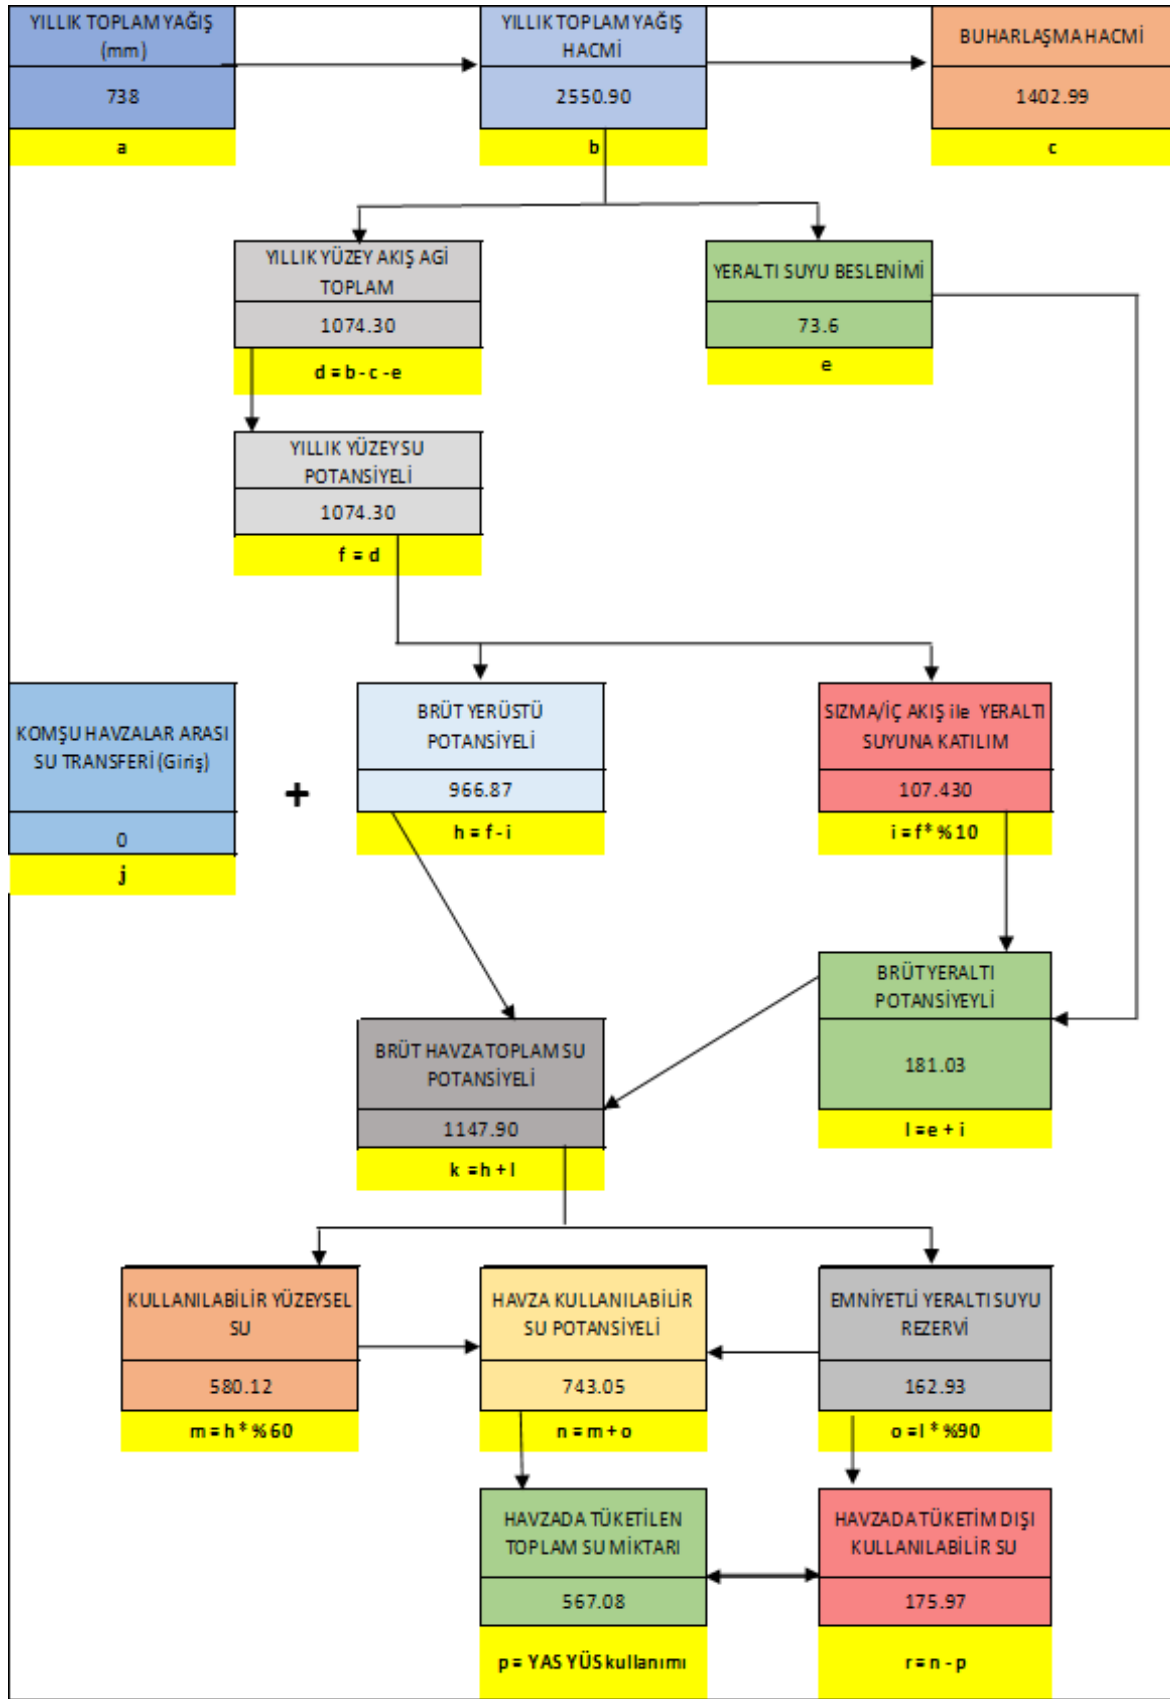 YILLIK TOPLAM YAĞIŞ
(mm)
738
a
YILLIK TOPLAM YAĞIŞ
HACMİ
2550.90
b
BUHARLAŞMA HACMİ
1402.99
c
YILLIK YÜZEY AKIŞ AGİ
TOPLAM
1074.30
d = b - c - e
YERALTI SUYU BESLENİMİ
73.6
e
YILLIK YÜZEY SU
POTANSİYELİ
1074.30
f = d
KOMŞU HAVZALAR ARASI
SU TRANSFERİ (Giriş)
0
j
+
BRÜT YERÜSTÜ
POTANSİYELİ
966.87
h = f - i
SIZMA/İÇ AKIŞ ile YERALTI
SUYUNA KATILIM
107.430
i = f * %10
BRÜT YERALTI
POTANSİYEYLİ
181.03
l = e + i
BRÜT HAVZA TOPLAM SU
POTANSİYELİ
1147.90
k = h + l
KULLANILABİLİR YÜZEYSEL
SU
580.12
m = h * %60
HAVZA KULLANILABİLİR
SU POTANSİYELİ
743.05
n = m + o
EMNİYETLİ YERALTI SUYU
REZERVİ
162.93
o = l * %90
HAVZADA TÜKETİLEN
TOPLAM SU MİKTARI
567.08
p = YAS YÜS kullanımı
HAVZADA TÜKETİM DIŞI
KULLANILABİLİR SU
175.97
r = n - p